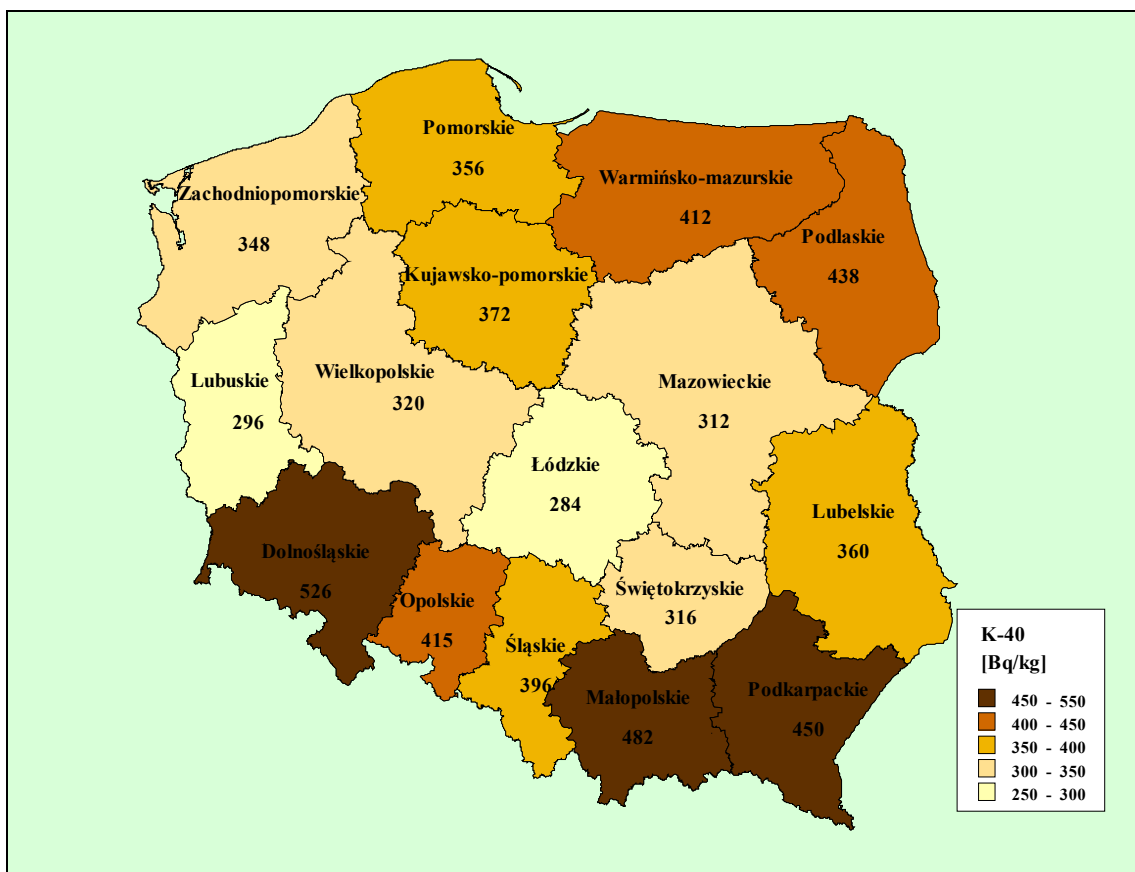 Pomorskie
356
Warmińsko-mazurskie
412
Zachodniopomorskie
348
Podlaskie
438
Kujawsko-pomorskie
372
Lubuskie
296
Wielkopolskie
320
Mazowieckie
312
Łódzkie
284
Lubelskie
360
Dolnośląskie
526
Opolskie
415
Śląskie
396
Świętokrzyskie
316
Małopolskie
482
Podkarpackie
450
K-40
[Bq/kg]
450 - 550
400 - 450
350 - 400
300 - 350
250 - 300